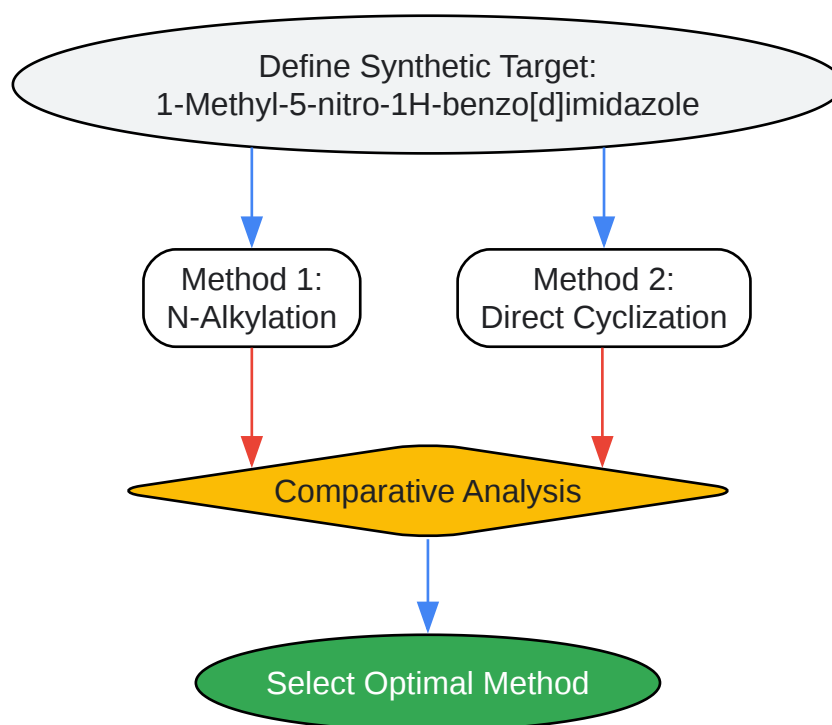 Define Synthetic Target:
1-Methyl-5-nitro-1H-benzo[d]imidazole
Method 1:
N-Alkylation
Method 2:
Direct Cyclization
Comparative Analysis
Select Optimal Method